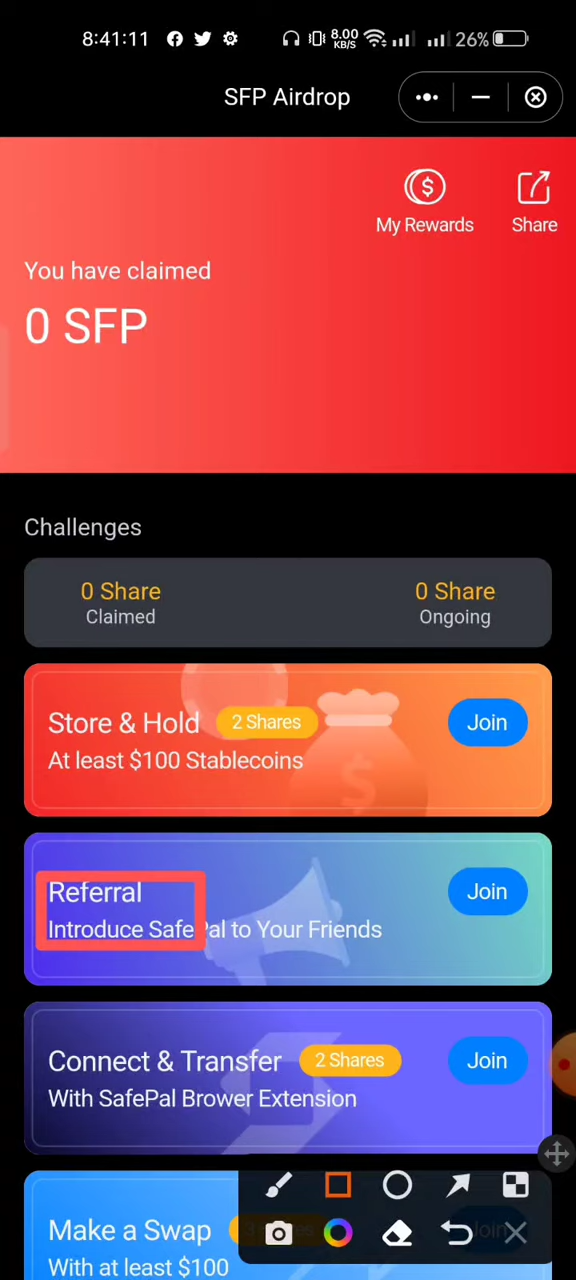 8:41:11
8.00
KB/S
26%
SFP Airdrop
My Rewards
Share
You have claimed
0 SFP
Challenges
0 Share
Claimed
0 Share
Ongoing
Store & Hold
2 Shares
Join
At least $100 Stablecoins
Referral
Join
Introduce SafePal to Your Friends
Connect & Transfer
2 Shares
Join
With SafePal Brower Extension
Make a Swap
Join
With at least $100